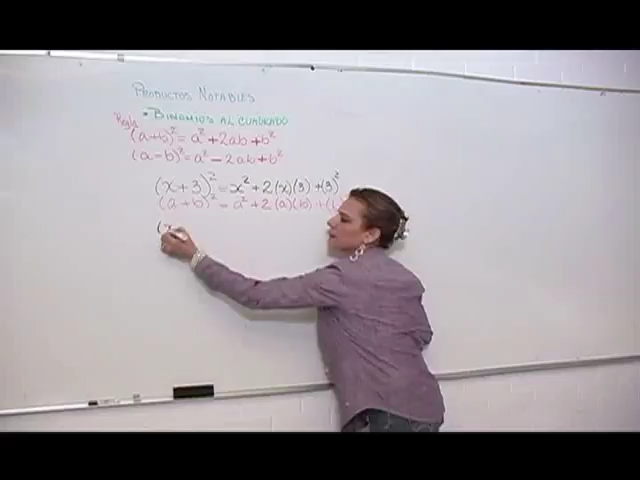 PRODUCTOS NOTABLES
• BINOMIOS AL CUADRADO
Regla
(a+b)² = a² + 2ab + b²
(a-b)² = a² - 2ab + b²
(x+3)² = x² + 2(x)(3) + (3)²
(a+b)² = a² + 2(a)(b) + (
(x